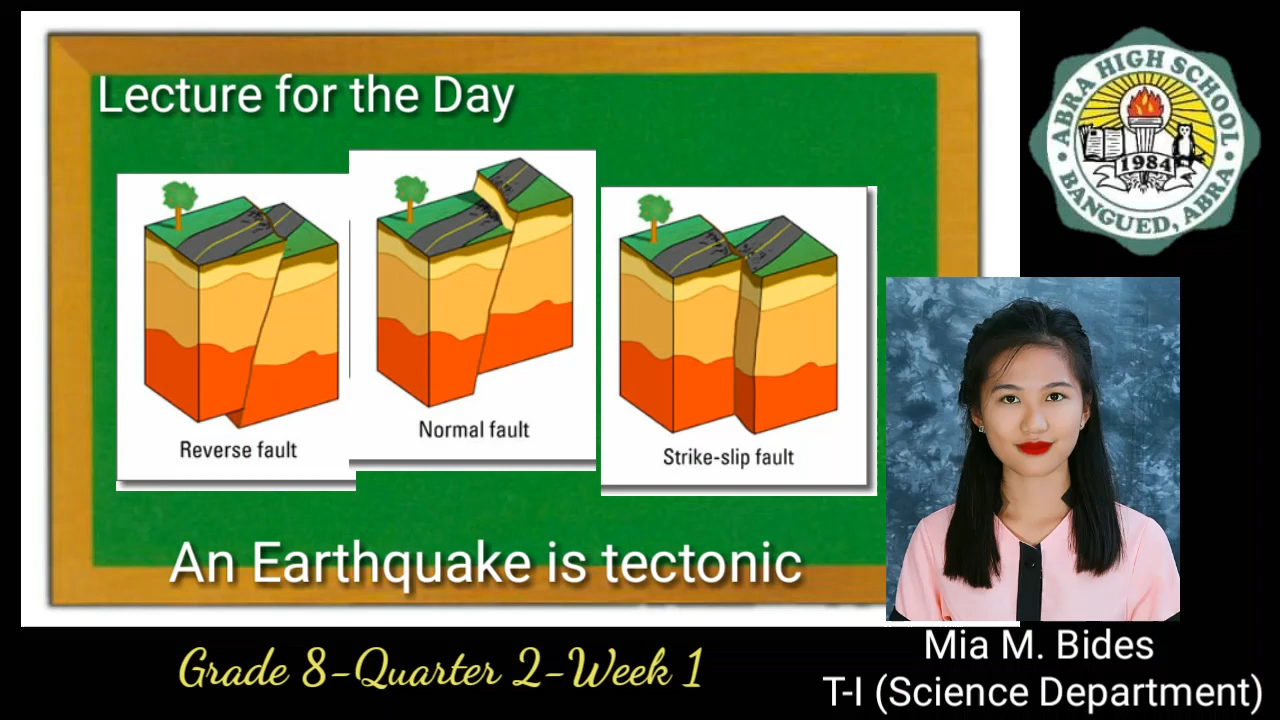 Lecture for the Day
Reverse fault
Normal fault
Strike-slip fault
An Earthquake is tectonic
Grade 8-Quarter 2-Week 1
ABRA HIGH SCHOOL
1984
BANGUED, ABRA
Mia M. Bides
T-I (Science Department)